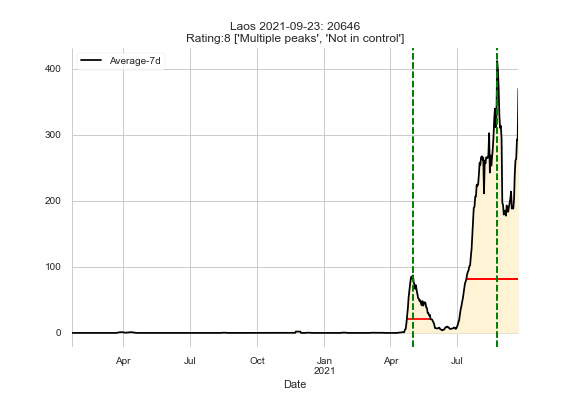 Laos 2021-09-23: 20646
Rating:8 ['Multiple peaks', 'Not in control']
Average-7d
400
300
200
100
0
Apr
Jul
Oct
Jan
2021
Apr
Jul
Date